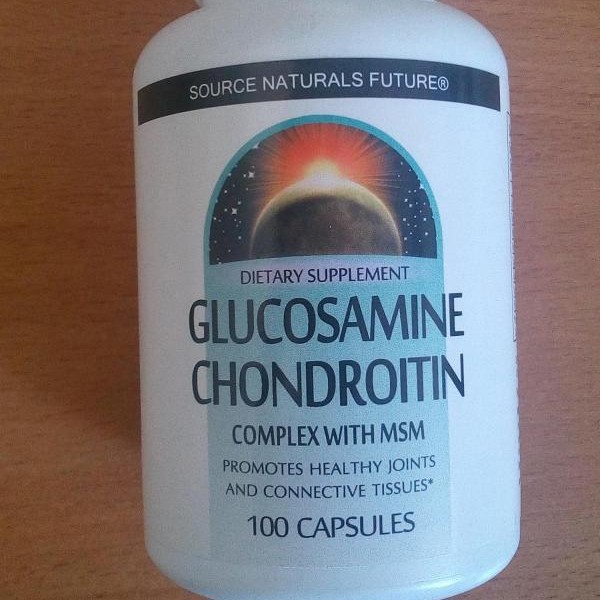 SOURCE NATURALS FUTURE®
DIETARY SUPPLEMENT
GLUCOSAMINE
CHONDROITIN
COMPLEX WITH MSM
PROMOTES HEALTHY JOINTS
AND CONNECTIVE TISSUES*
100 CAPSULES